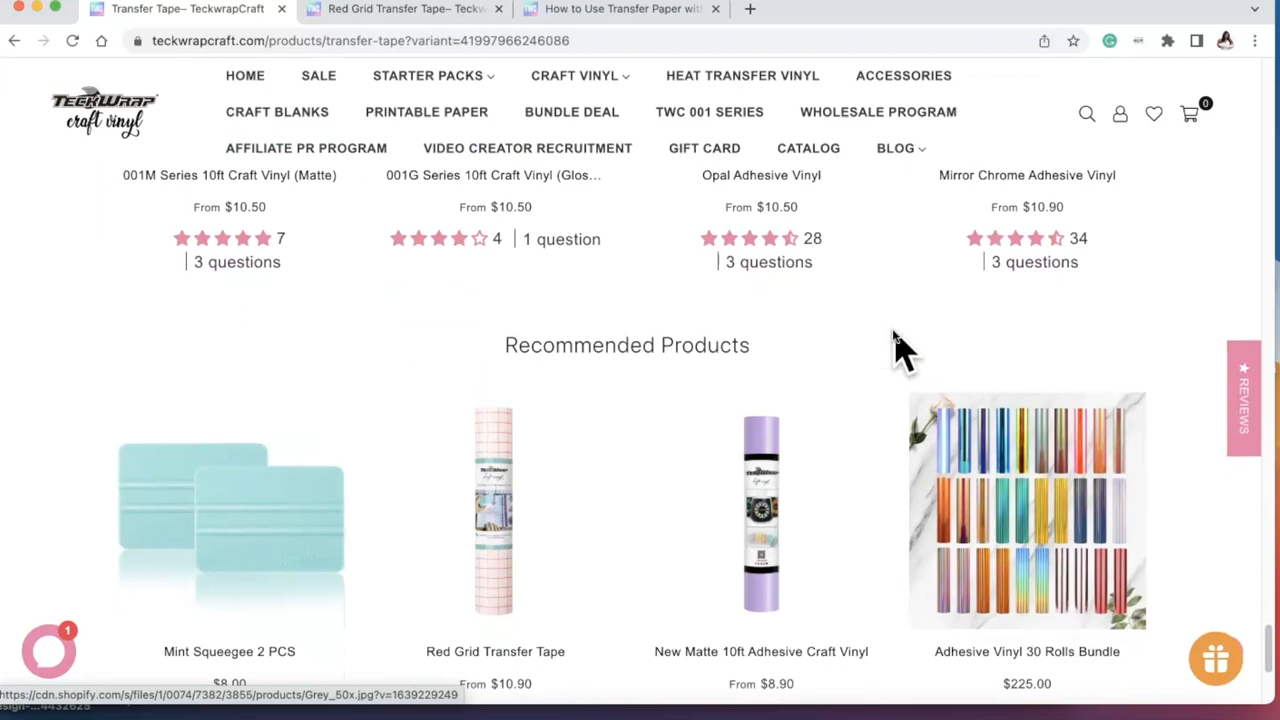 Transfer Tape– TeckwrapCraft
Red Grid Transfer Tape– Teckw
How to Use Transfer Paper wit
teckwrapcraft.com/products/transfer-tape?variant=41997966246086
HOME SALE STARTER PACKS CRAFT VINYL HEAT TRANSFER VINYL ACCESSORIES
TECKWRAP
craft vinyl
CRAFT BLANKS PRINTABLE PAPER BUNDLE DEAL TWC 001 SERIES WHOLESALE PROGRAM
0
AFFILIATE PR PROGRAM VIDEO CREATOR RECRUITMENT GIFT CARD CATALOG BLOG
001M Series 10ft Craft Vinyl (Matte) 001G Series 10ft Craft Vinyl (Glos... Opal Adhesive Vinyl Mirror Chrome Adhesive Vinyl
From $10.50 From $10.50 From $10.50 From $10.90
7 4 | 1 question 28 34
| 3 questions | 3 questions | 3 questions
Recommended Products
★ REVIEWS
Mint Squeegee 2 PCS Red Grid Transfer Tape New Matte 10ft Adhesive Craft Vinyl Adhesive Vinyl 30 Rolls Bundle
1
$8.00 $10.90 From $8.90 $225.00
https://cdn.shopify.com/s/files/1/0074/7382/3855/products/Grey_50x.jpg?v=1639229249